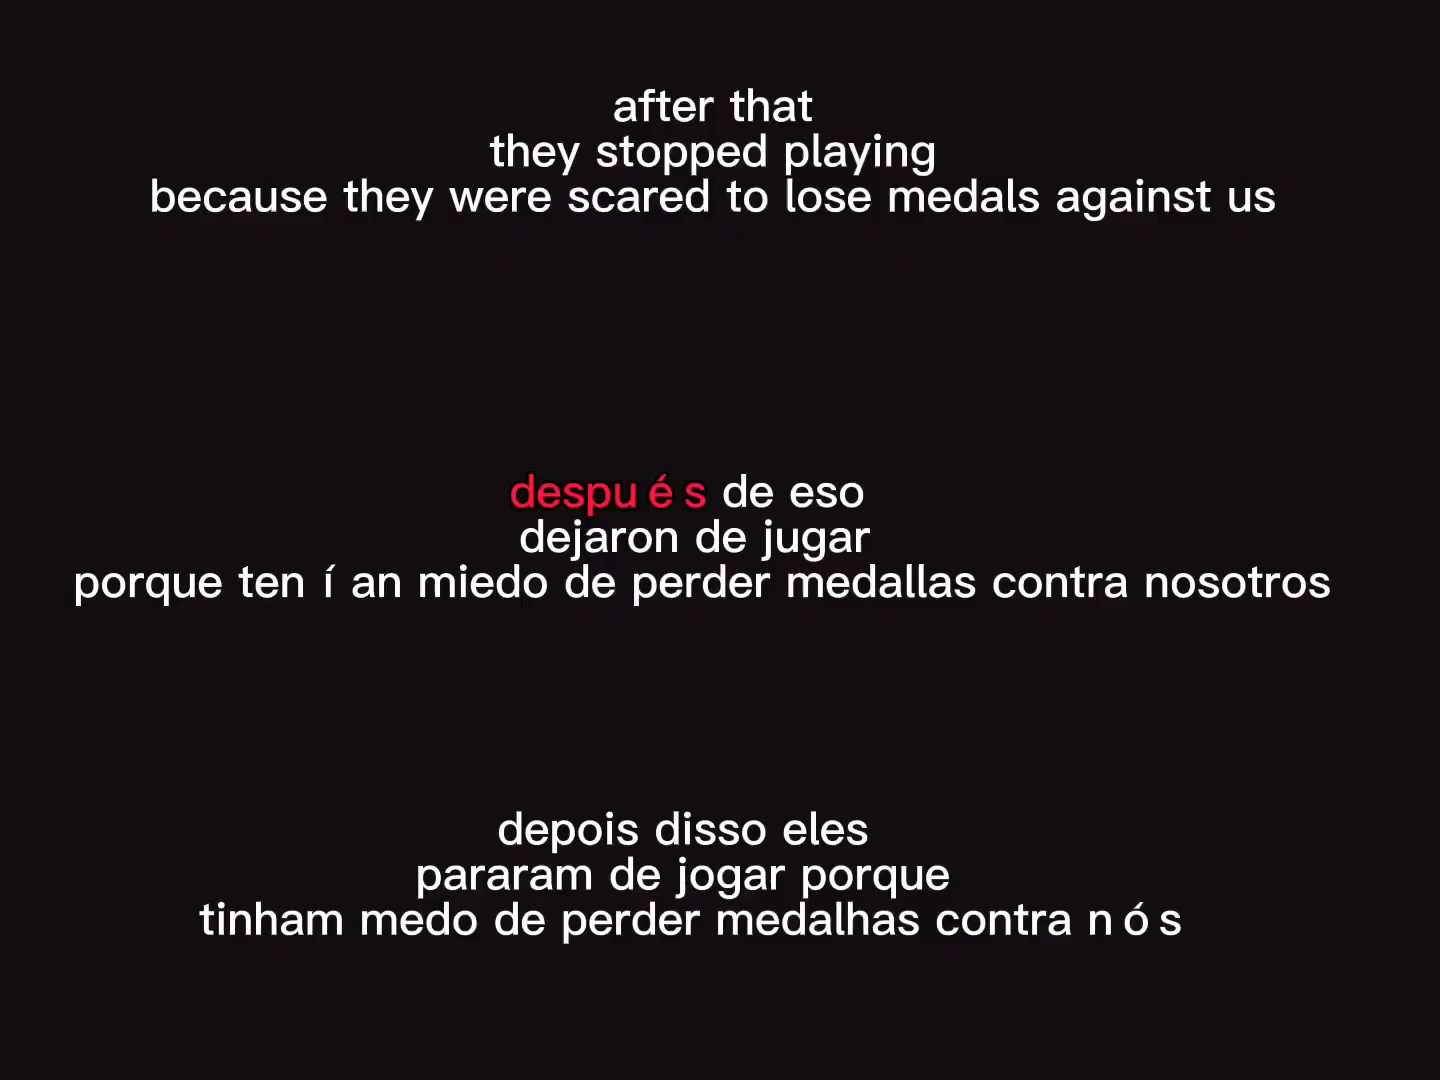 after that
they stopped playing
because they were scared to lose medals against us
después de eso
dejaron de jugar
porque tenían miedo de perder medallas contra nosotros
depois disso eles
pararam de jogar porque
tinham medo de perder medalhas contra nós